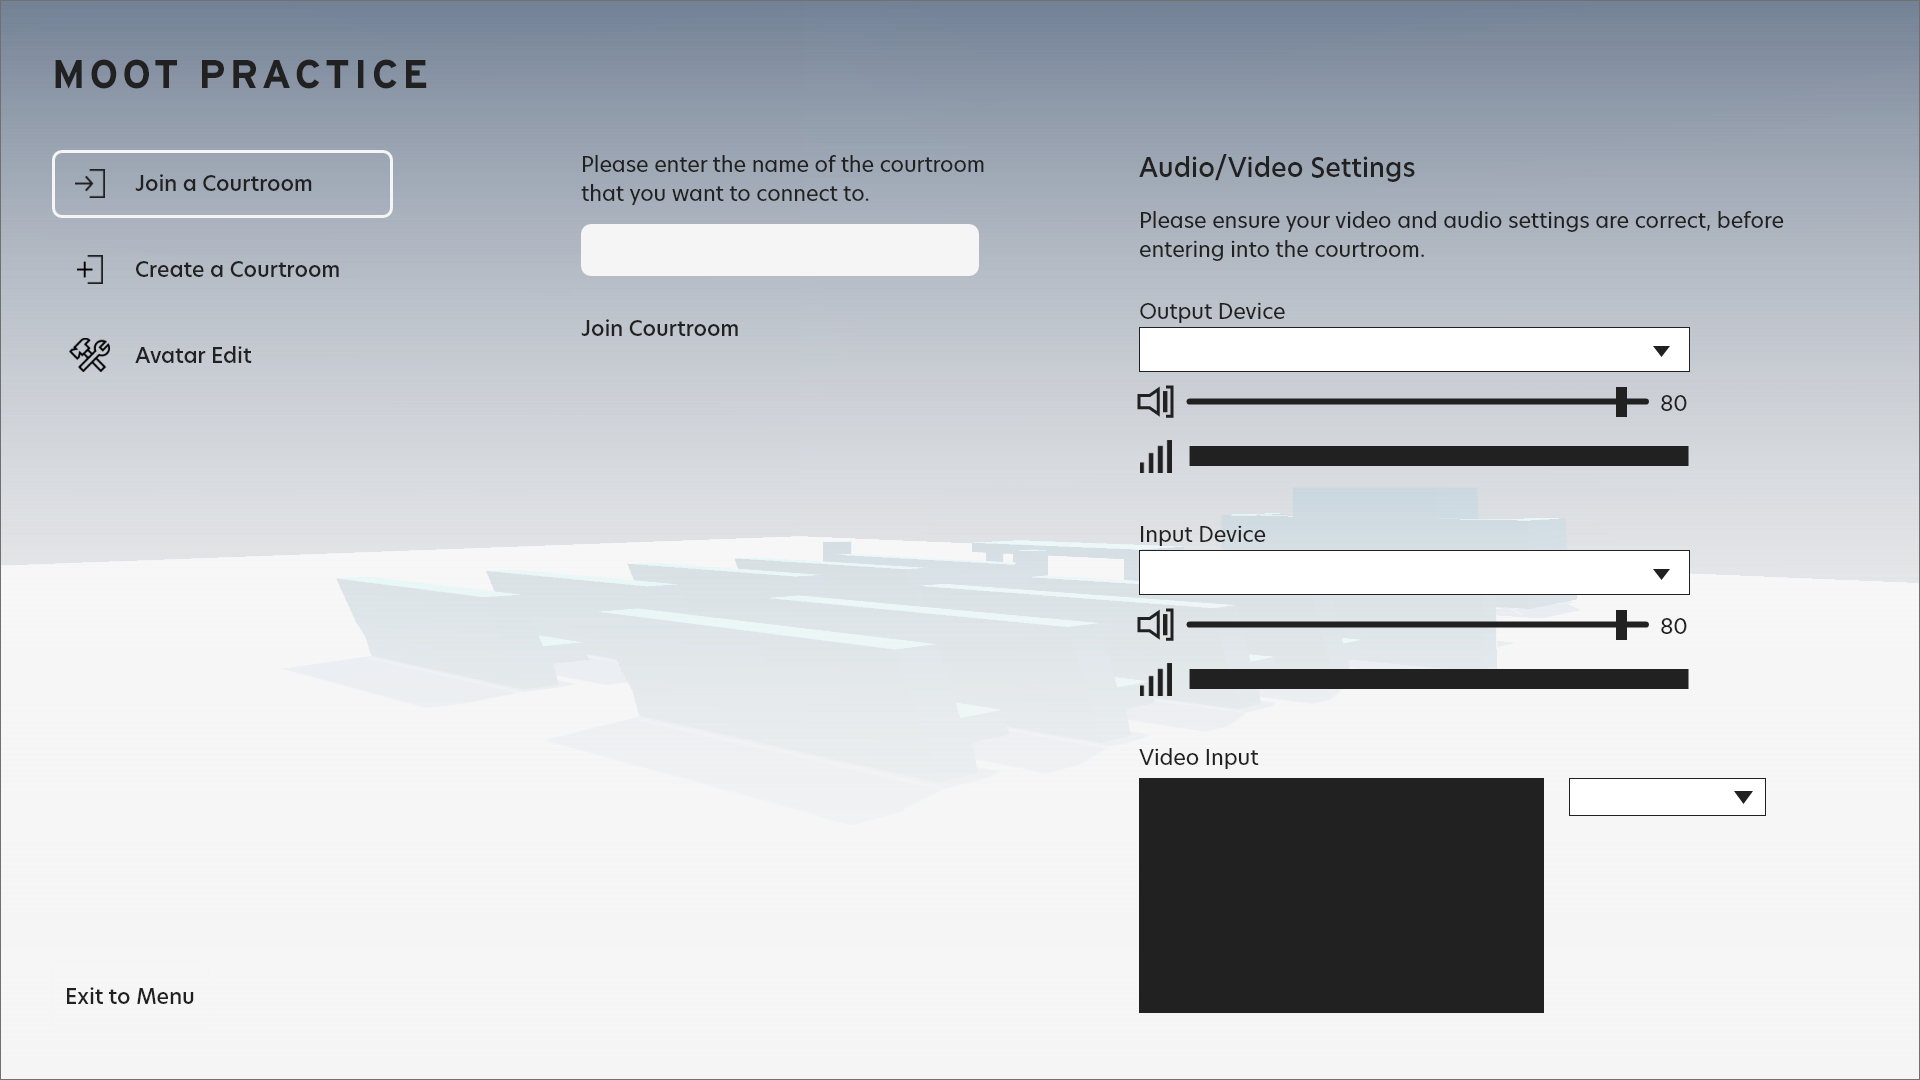 MOOT PRACTICE
Join a Courtroom
Create a Courtroom
Avatar Edit
Exit to Menu
Please enter the name of the courtroom
that you want to connect to.
Join Courtroom
Audio/Video Settings
Please ensure your video and audio settings are correct, before
entering into the courtroom.
Output Device
80
Input Device
80
Video Input